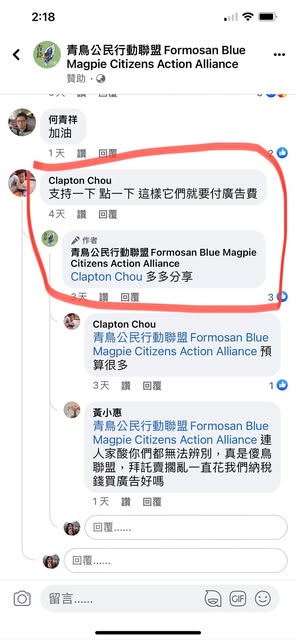 2:18
青鳥公民行動聯盟 Formosan Blue
Magpie Citizens Action Alliance
贊助·
何青祥
加油
1天 讚 回覆
2
Clapton Chou
支持一下 點一下 這樣它們就要付廣告費
4天 讚 回覆
作者
青鳥公民行動聯盟 Formosan Blue Magpie
Citizens Action Alliance
Clapton Chou 多多分享
3天 讚 回覆
3
Clapton Chou
青鳥公民行動聯盟 Formosan Blue
Magpie Citizens Action Alliance 預
算很多
3天 讚 回覆
1
黃小惠
青鳥公民行動聯盟 Formosan Blue
Magpie Citizens Action Alliance 連
人家酸你們都無法辨別，真是傻鳥
聯盟，拜託賣擱亂一直花我們納稅
錢買廣告好嗎
1天 讚 回覆
回覆......
回覆......
留言......
GIF